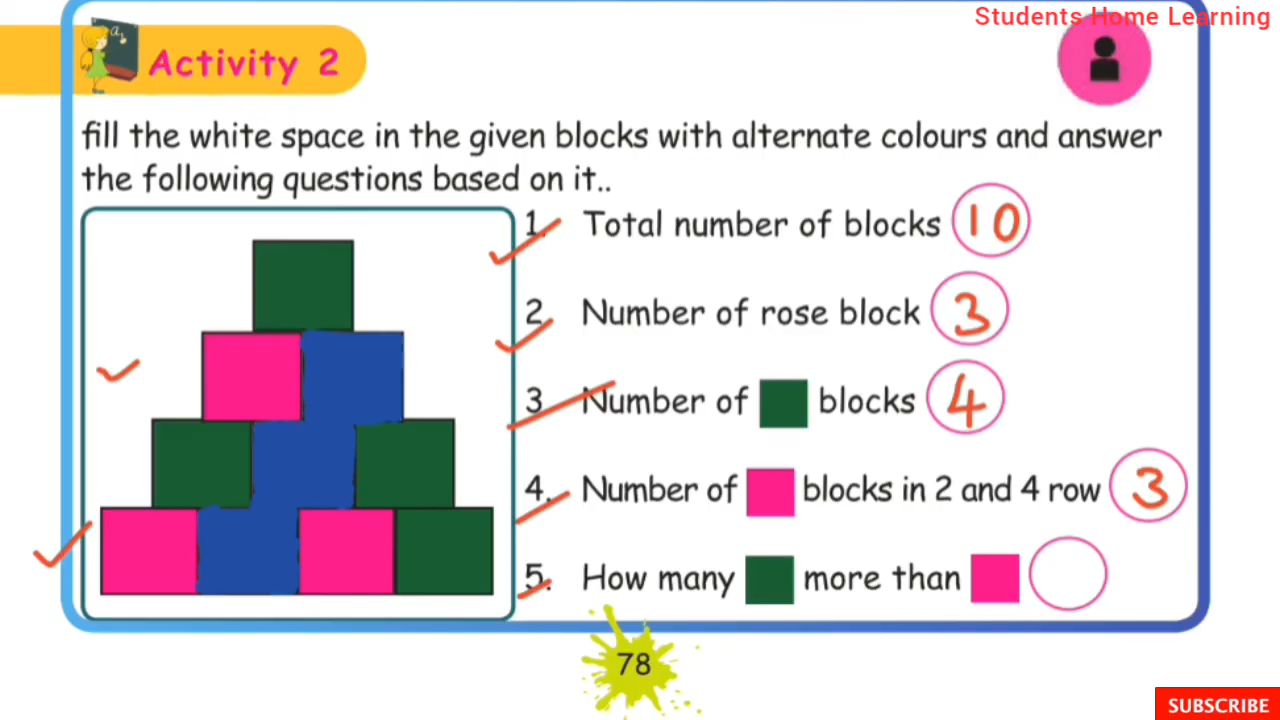 Students Home Learning
Activity 2
fill the white space in the given blocks with alternate colours and answer
the following questions based on it..
1. Total number of blocks 10
2. Number of rose block 3
3. Number of blocks 4
4. Number of blocks in 2 and 4 row 3
5. How many more than
78
SUBSCRIBE